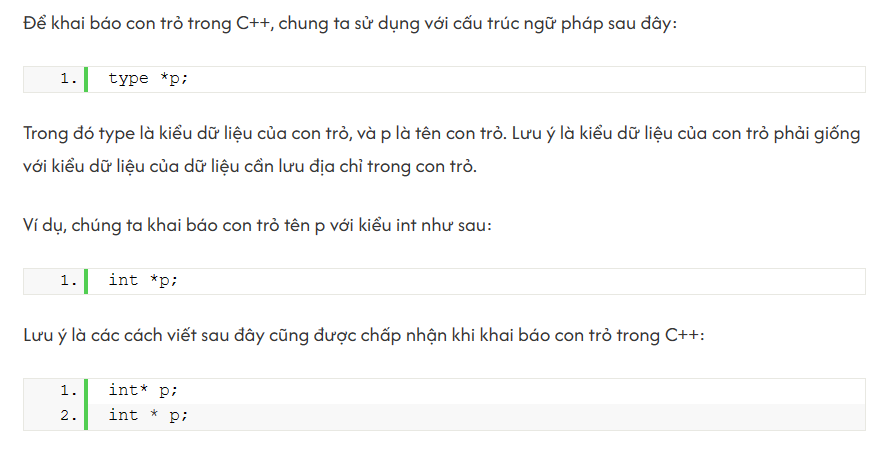 Để khai báo con trỏ trong C++, chung ta sử dụng với cấu trúc ngữ pháp sau đây:
1. type *p;
Trong đó type là kiểu dữ liệu của con trỏ, và p là tên con trỏ. Lưu ý là kiểu dữ liệu của con trỏ phải giống
với kiểu dữ liệu của dữ liệu cần lưu địa chỉ trong con trỏ.
Ví dụ, chúng ta khai báo con trỏ tên p với kiểu int như sau:
1. int *p;
Lưu ý là các cách viết sau đây cũng được chấp nhận khi khai báo con trỏ trong C++:
1. int* p;
2. int * p;